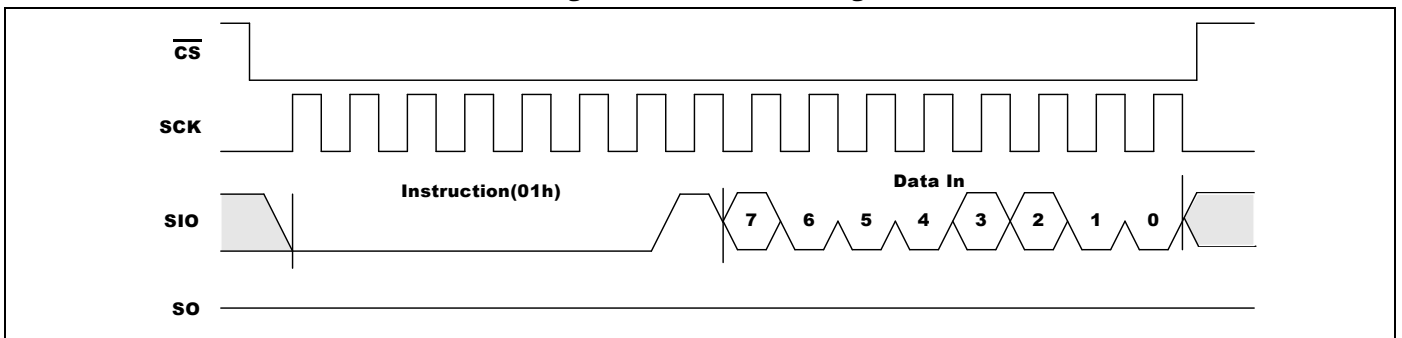 CS
SCK
Instruction(01h)
Data In
SIO
7 6 5 4 3 2 1 0
SO